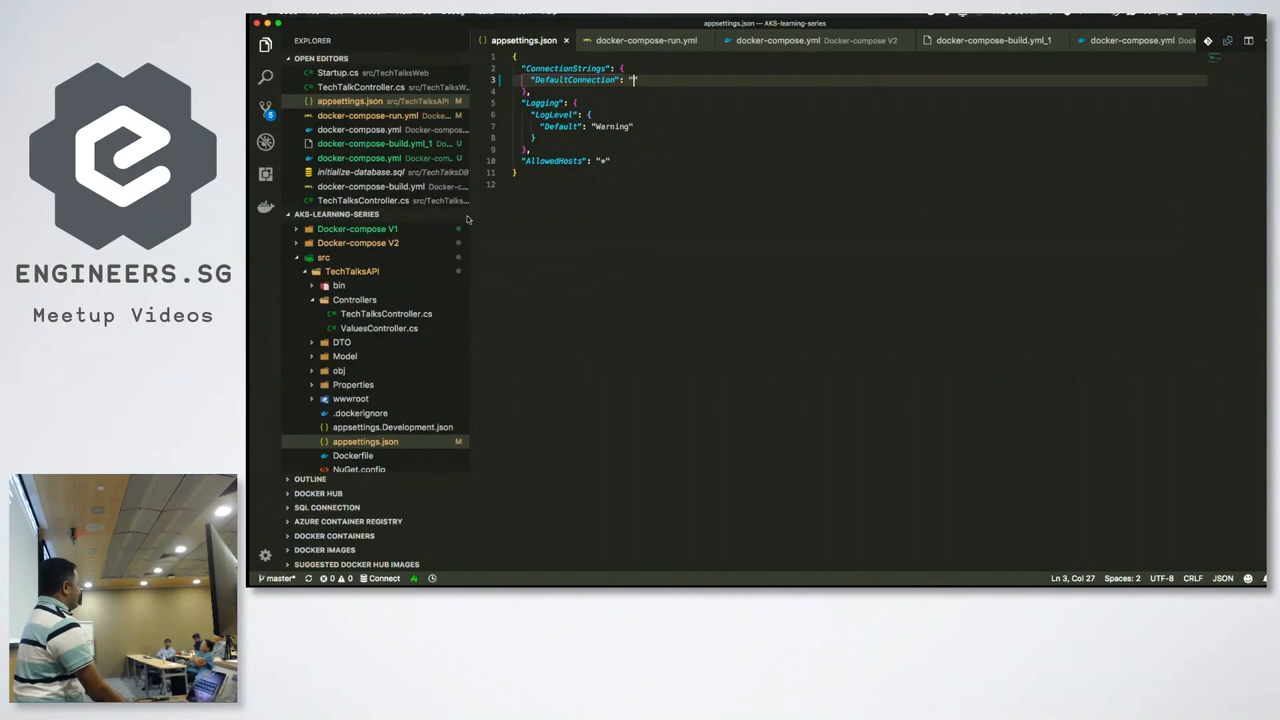 appsettings.json — AKS-learning-series
EXPLORER
{ } appsettings.json ×
docker-compose-run.yml
docker-compose.yml Docker-compose V2
docker-compose-build.yml_1
docker-compose.yml Docke
OPEN EDITORS
Startup.cs src/TechTalksWeb
TechTalkController.cs src/TechTalksW...
appsettings.json src/TechTalksAPI M
docker-compose-run.yml Docke... M
docker-compose.yml Docker-compos...
docker-compose-build.yml_1 Do... U
docker-compose.yml Docker-com... U
initialize-database.sql src/TechTalksDB
docker-compose-build.yml Docker-c...
TechTalksController.cs src/TechTalks...
AKS-LEARNING-SERIES
Docker-compose V1
Docker-compose V2
src
TechTalksAPI
bin
Controllers
C# TechTalksController.cs
C# ValuesController.cs
DTO
Model
obj
Properties
wwwroot
.dockerignore
{ } appsettings.Development.json
{ } appsettings.json M
Dockerfile
NuGet.config
OUTLINE
DOCKER HUB
SQL CONNECTION
AZURE CONTAINER REGISTRY
DOCKER CONTAINERS
DOCKER IMAGES
SUGGESTED DOCKER HUB IMAGES
1 {
2 "ConnectionStrings": {
3 "DefaultConnection": ""
4 },
5 "Logging": {
6 "LogLevel": {
7 "Default": "Warning"
8 }
9 },
10 "AllowedHosts": "*"
11 }
12
5
master* 0 0 Connect
Ln 3, Col 27 Spaces: 2 UTF-8 CRLF JSON
ENGINEERS.SG
Meetup Videos